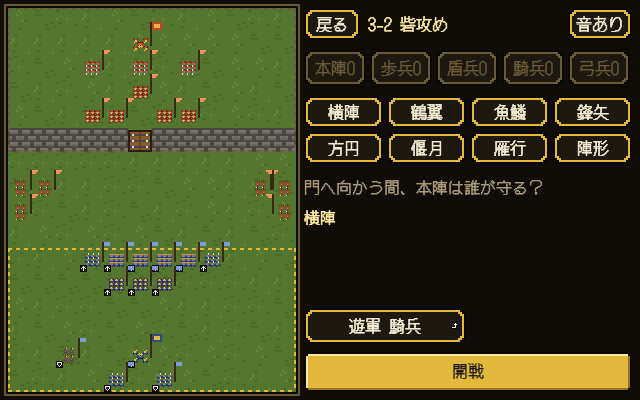 戻る 3-2 砦攻め 音あり
本陣0 歩兵0 盾兵0 騎兵0 弓兵0
横陣 鶴翼 魚鱗 鋒矢
方円 偃月 雁行 陣形
門へ向かう間、本陣は誰が守る？
横陣
遊軍 騎兵
開戦